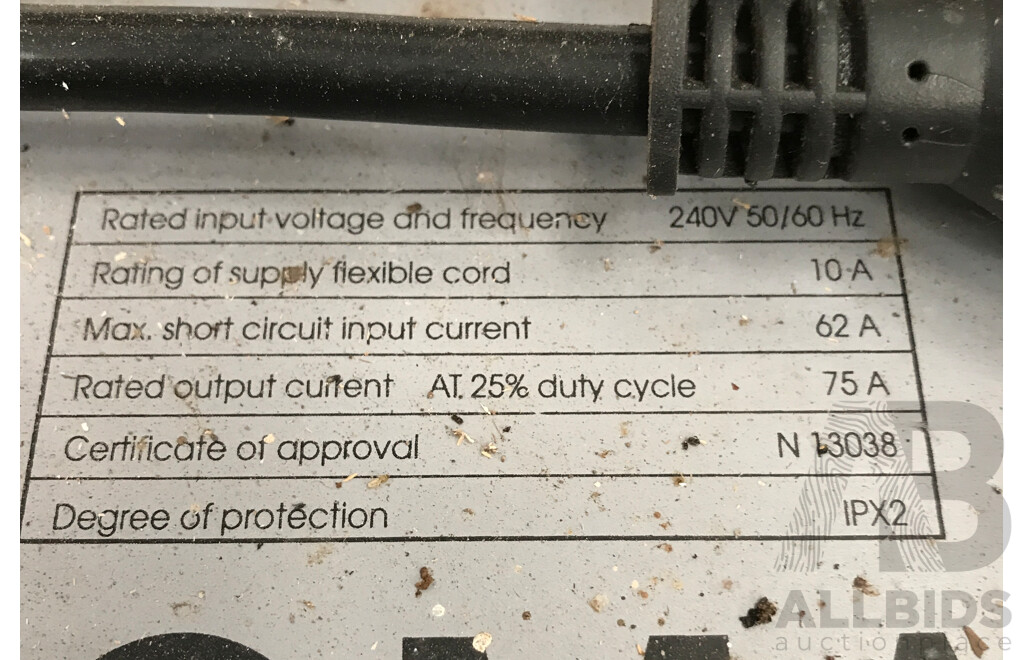 Rated input voltage and frequency 240V 50/60 Hz
Rating of supply flexible cord 10 A
Max. short circuit input current 62 A
Rated output current AT. 25% duty cycle 75 A
Certificate of approval N 13038
Degree of protection IPX2
AB
ALLBIDS
auction place